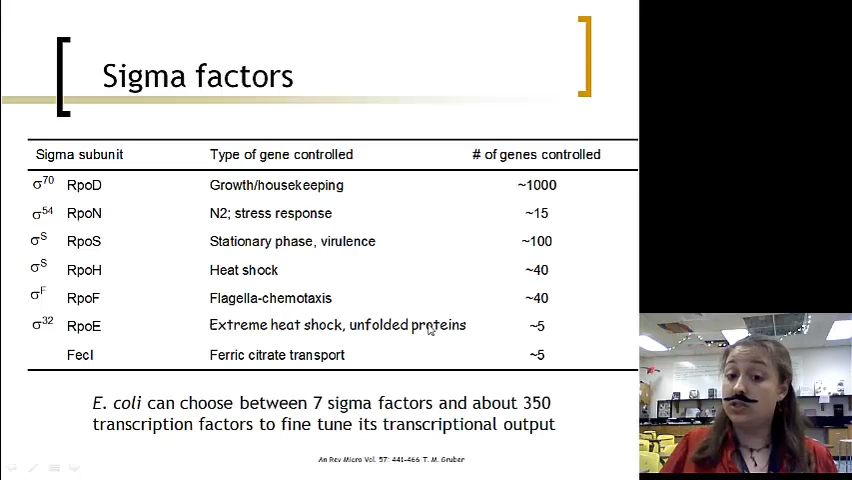 Sigma factors
Sigma subunit Type of gene controlled # of genes controlled
σ70 RpoD Growth/housekeeping ~1000
σ54 RpoN N2; stress response ~15
σS RpoS Stationary phase, virulence ~100
σS RpoH Heat shock ~40
σF RpoF Flagella-chemotaxis ~40
σ32 RpoE Extreme heat shock, unfolded proteins ~5
FecI Ferric citrate transport ~5
E. coli can choose between 7 sigma factors and about 350
transcription factors to fine tune its transcriptional output
An Rev Micro Vol. 57: 441-466 T. M. Gruber